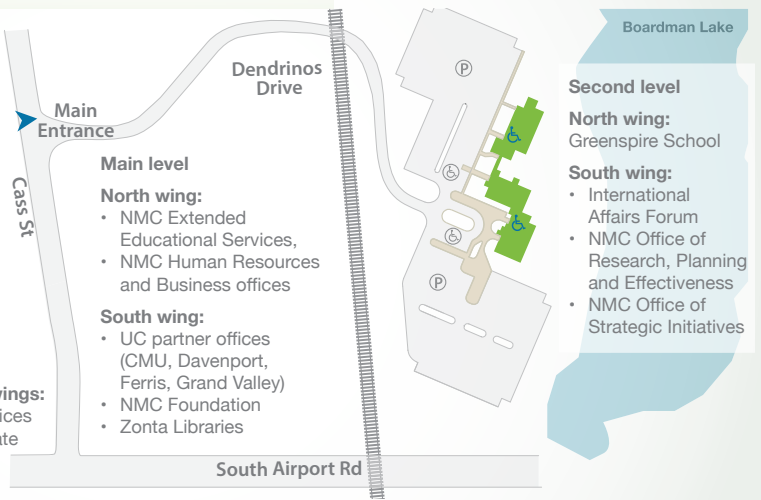 Boardman Lake
Dendrinos
Drive
Main
Entrance
Cass St
P
P
Main level
North wing:
• NMC Extended
Educational Services,
• NMC Human Resources
and Business offices
South wing:
• UC partner offices
(CMU, Davenport,
Ferris, Grand Valley)
• NMC Foundation
• Zonta Libraries
Second level
North wing:
Greenspire School
South wing:
• International
Affairs Forum
• NMC Office of
Research, Planning
and Effectiveness
• NMC Office of
Strategic Initiatives
South Airport Rd